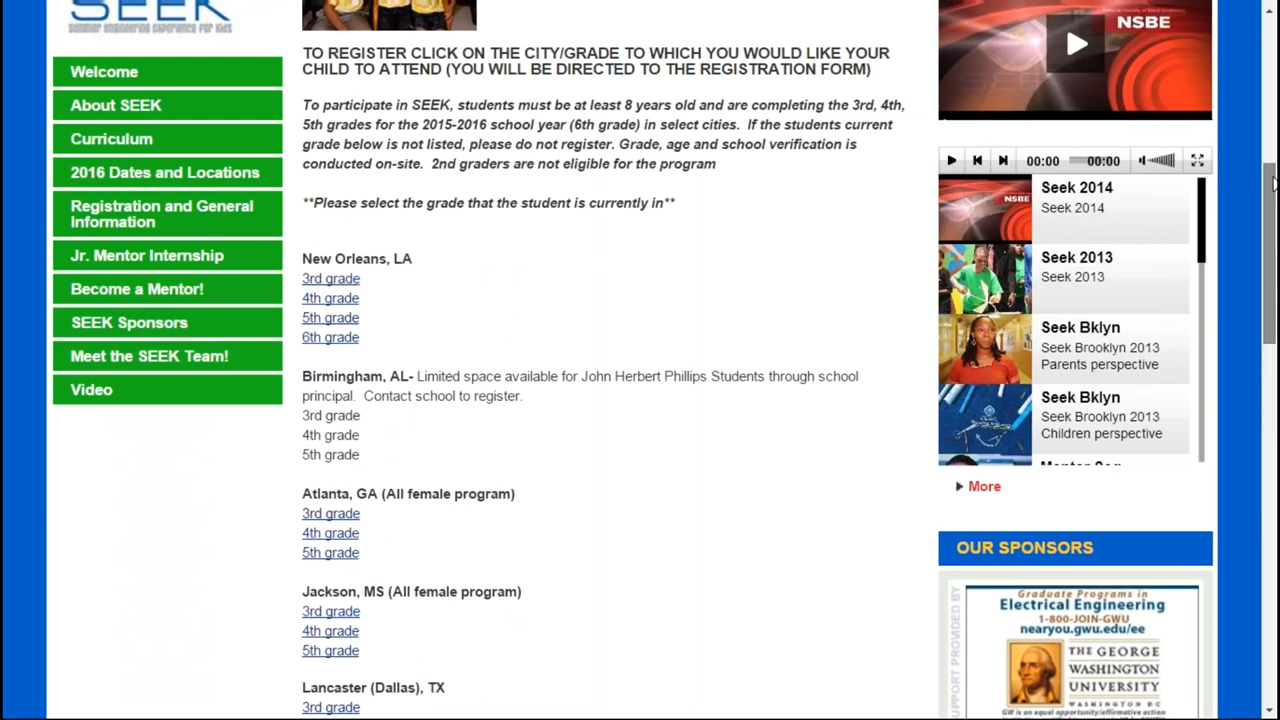 SEEK
SUMMER ENGINEERING EXPERIENCE FOR KIDS
Welcome
About SEEK
Curriculum
2016 Dates and Locations
Registration and General
Information
Jr. Mentor Internship
Become a Mentor!
SEEK Sponsors
Meet the SEEK Team!
Video
TO REGISTER CLICK ON THE CITY/GRADE TO WHICH YOU WOULD LIKE YOUR
CHILD TO ATTEND (YOU WILL BE DIRECTED TO THE REGISTRATION FORM)
To participate in SEEK, students must be at least 8 years old and are completing the 3rd, 4th,
5th grades for the 2015-2016 school year (6th grade) in select cities. If the students current
grade below is not listed, please do not register. Grade, age and school verification is
conducted on-site. 2nd graders are not eligible for the program
**Please select the grade that the student is currently in**
New Orleans, LA
3rd grade
4th grade
5th grade
6th grade
Birmingham, AL- Limited space available for John Herbert Phillips Students through school
principal. Contact school to register.
3rd grade
4th grade
5th grade
Atlanta, GA (All female program)
3rd grade
4th grade
5th grade
Jackson, MS (All female program)
3rd grade
4th grade
5th grade
Lancaster (Dallas), TX
3rd grade
NSBE
00:00 00:00
NSBE
Seek 2014
Seek 2014
Seek 2013
Seek 2013
Seek Bklyn
Seek Brooklyn 2013
Parents perspective
Seek Bklyn
Seek Brooklyn 2013
Children perspective
More
OUR SPONSORS
SUPPORT PROVIDED BY
Graduate Programs in
Electrical Engineering
1-800-JOIN-GWU
nearyou.gwu.edu/ee
THE GEORGE
WASHINGTON
UNIVERSITY
WASHINGTON DC
GW is an equal opportunity/affirmative action